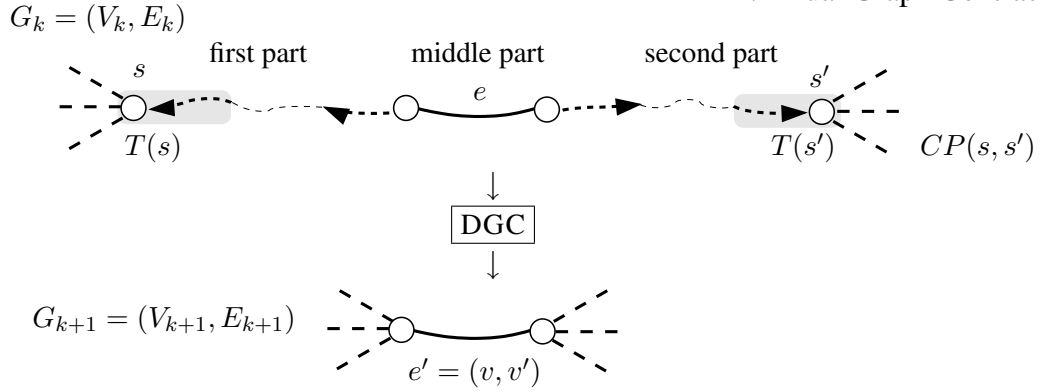 G_k = (V_k, E_k)
first part middle part second part
s e s′
T(s) T(s′) CP(s, s′)
↓
DGC
↓
G_{k+1} = (V_{k+1}, E_{k+1})
e′ = (v, v′)